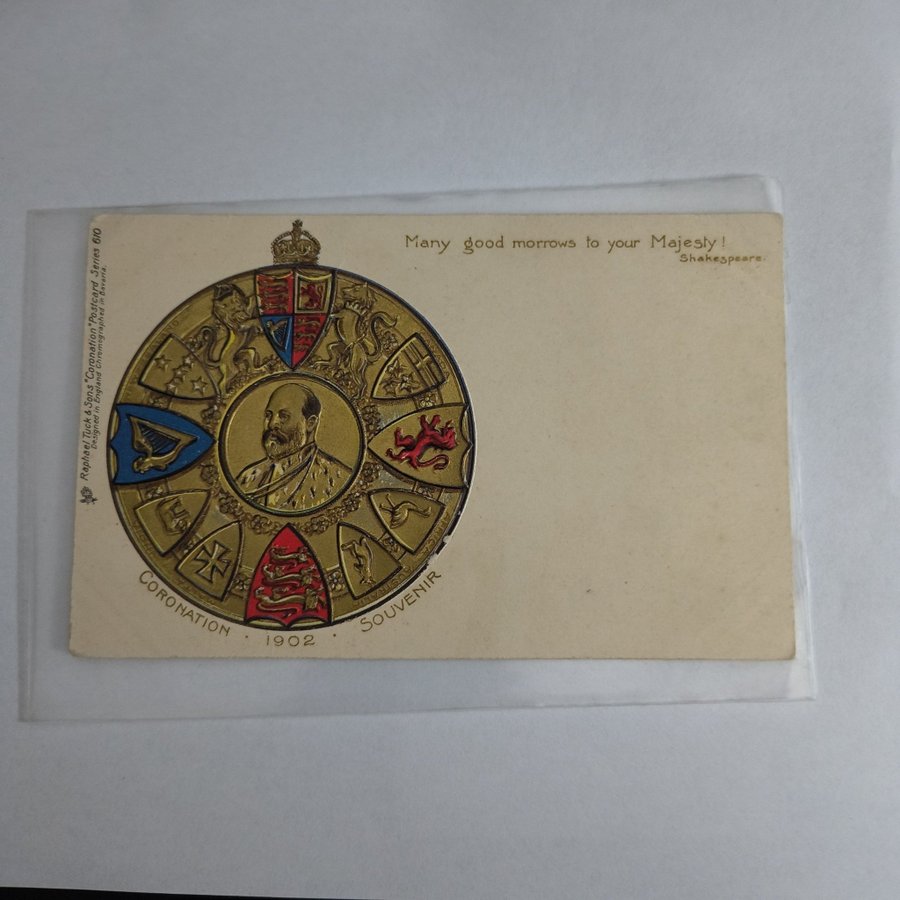 Many good morrows to your Majesty!
Shakespeare.
Raphael Tuck & Sons "Coronation" Postcard Series 610
Designed in England Chromographed in Bavaria.
CORONATION · 1902 · SOUVENIR